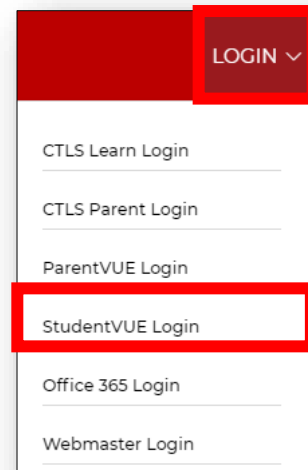 LOGIN
CTLS Learn Login
CTLS Parent Login
ParentVUE Login
StudentVUE Login
Office 365 Login
Webmaster Login